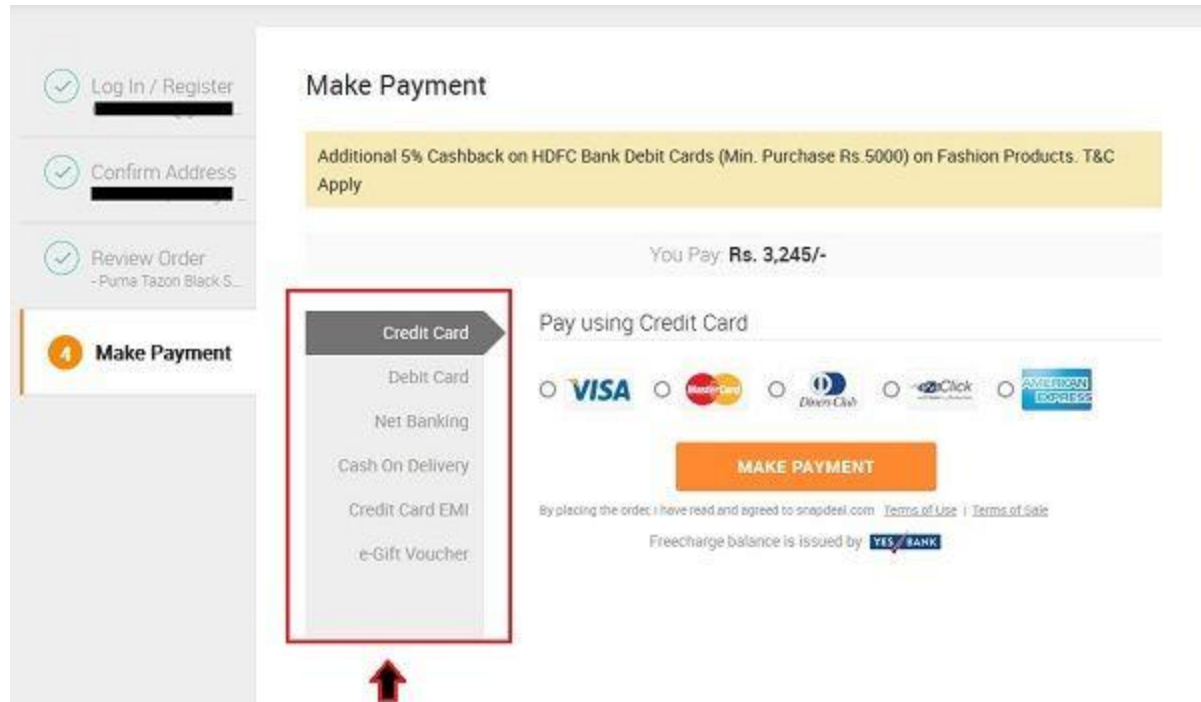 Log In / Register
Confirm Address
Review Order
- Puma Tazon Black S...
4 Make Payment
Make Payment
Additional 5% Cashback on HDFC Bank Debit Cards (Min. Purchase Rs.5000) on Fashion Products. T&C
Apply
You Pay: Rs. 3,245/-
Credit Card
Debit Card
Net Banking
Cash On Delivery
Credit Card EMI
e-Gift Voucher
Pay using Credit Card
VISA MasterCard Diners Club ezeClick AMERICAN EXPRESS
MAKE PAYMENT
By placing the order, I have read and agreed to snapdeal.com Terms of Use | Terms of Sale
Freecharge balance is issued by YES BANK